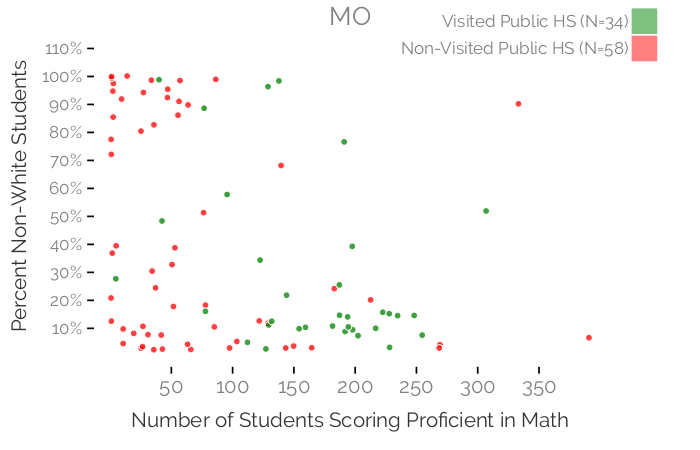 MO
Visited Public HS (N=34)
Non-Visited Public HS (N=58)
Percent Non-White Students
110%
100%
90%
80%
70%
60%
50%
40%
30%
20%
10%
50 100 150 200 250 300 350
Number of Students Scoring Proficient in Math